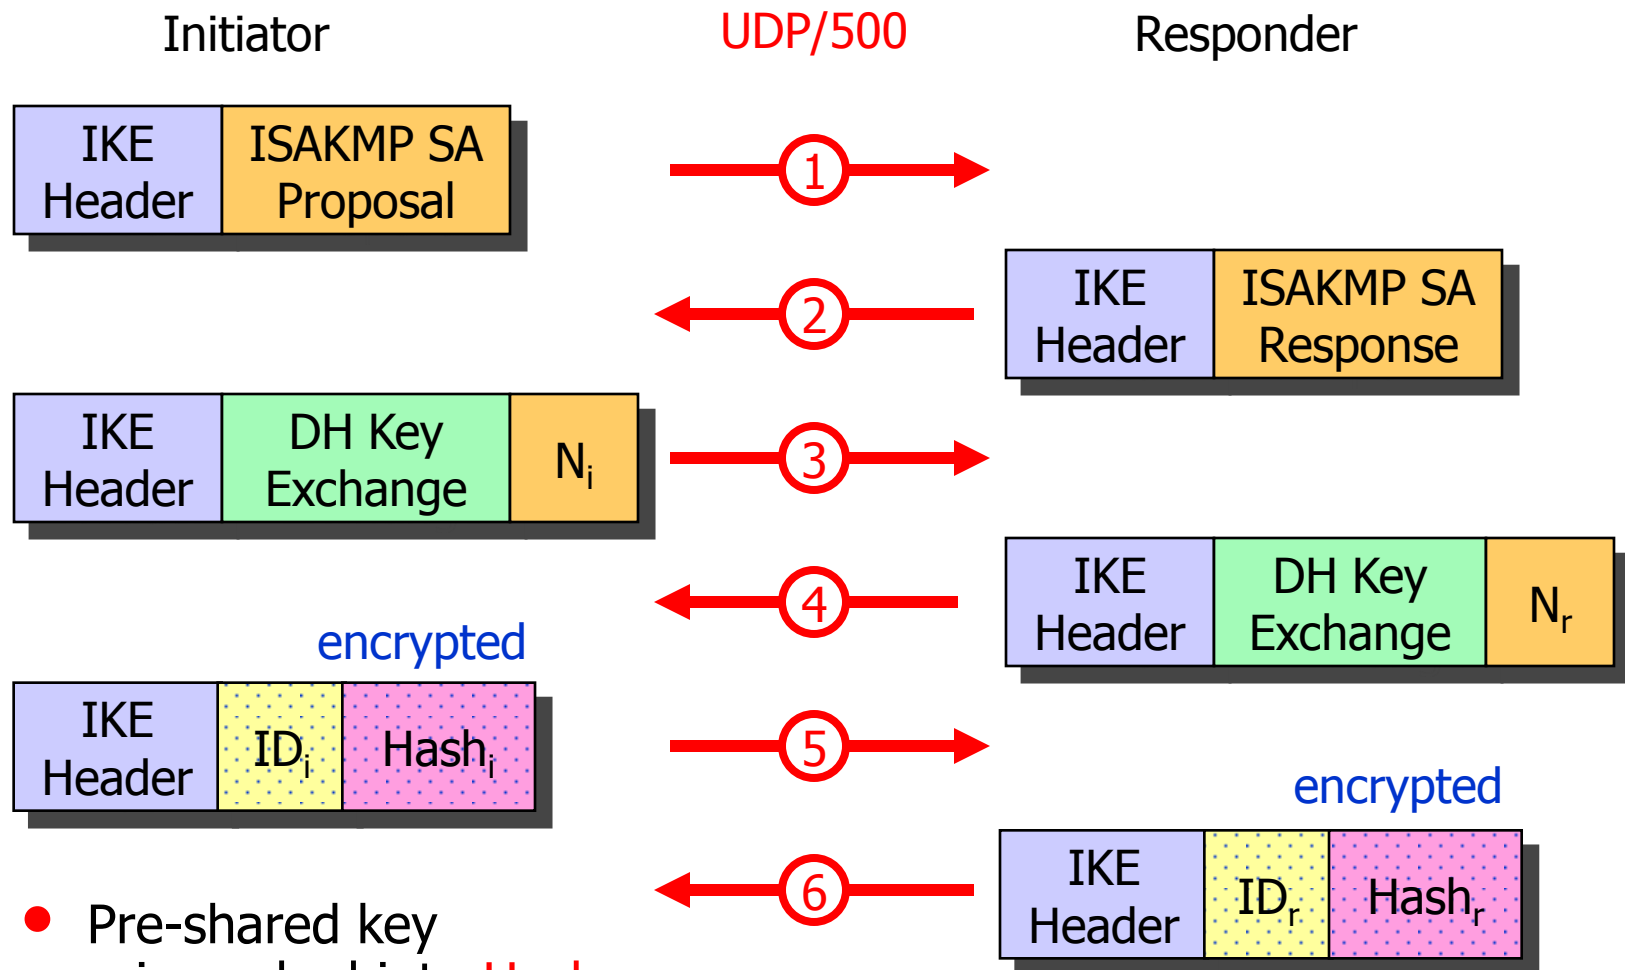 Initiator
UDP/500
Responder
IKE
Header
ISAKMP SA
Proposal
1
2
IKE
Header
ISAKMP SA
Response
IKE
Header
DH Key
Exchange
Ni
3
4
IKE
Header
DH Key
Exchange
Nr
encrypted
IKE
Header
IDi
Hashi
5
encrypted
6
IKE
Header
IDr
Hashr
• Pre-shared key